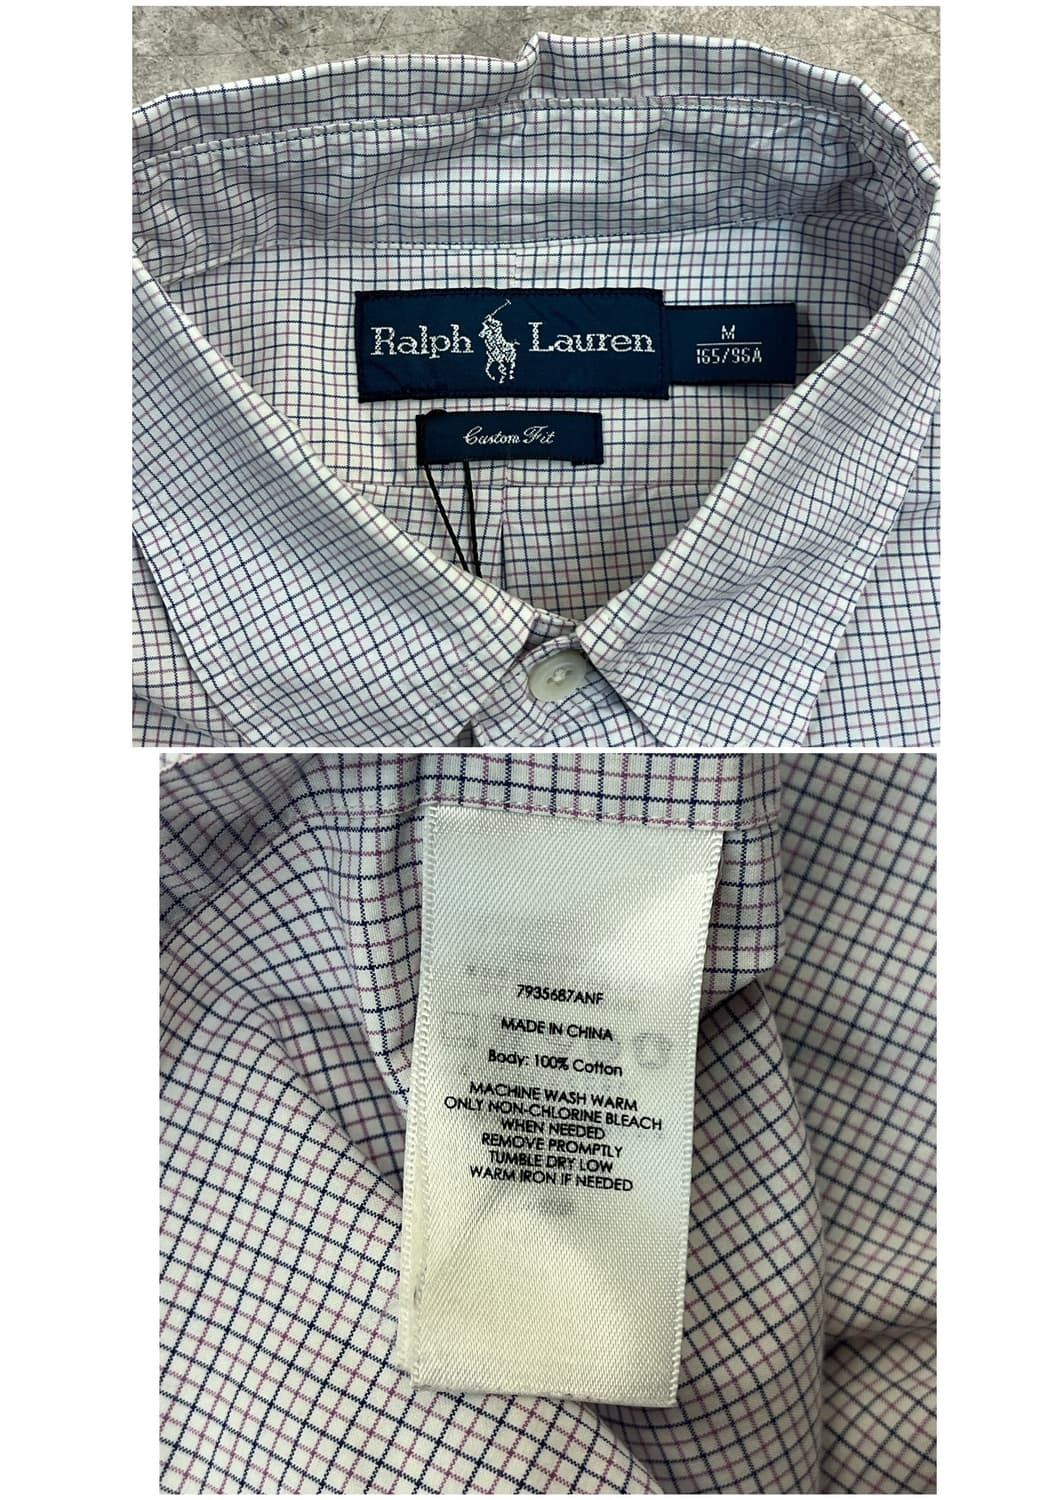 Ralph Lauren
M
165/96A
Custom Fit
7935687ANF
MADE IN CHINA
Body: 100% Cotton
MACHINE WASH WARM
ONLY NON-CHLORINE BLEACH
WHEN NEEDED
REMOVE PROMPTLY
TUMBLE DRY LOW
WARM IRON IF NEEDED